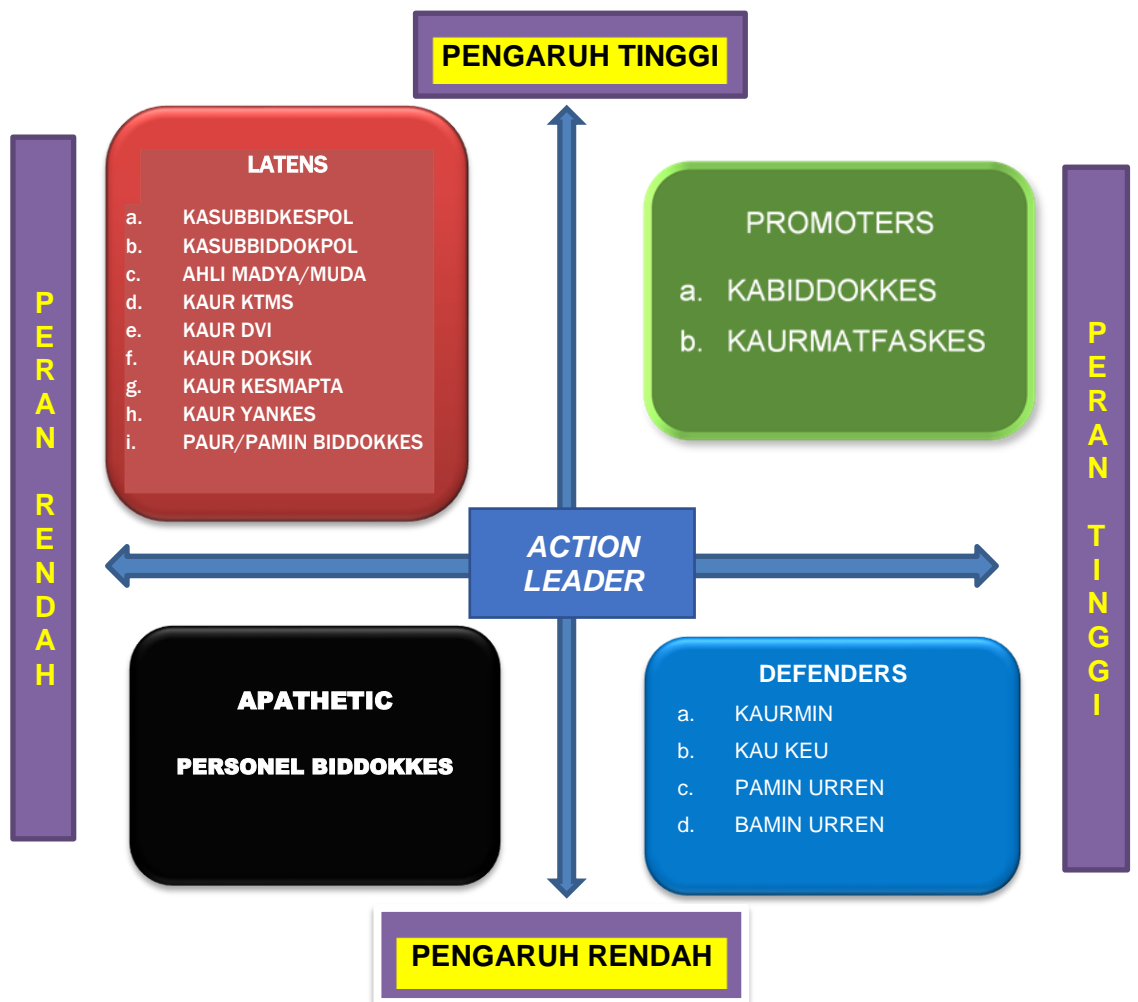 PENGARUH TINGGI
PERAN RENDAH
LATENS
a. KASUBBIDKESPOL
b. KASUBBIDDOKPOL
c. AHLI MADYA/MUDA
d. KAUR KTMS
e. KAUR DVI
f. KAUR DOKSIK
g. KAUR KESMAPTA
h. KAUR YANKES
i. PAUR/PAMIN BIDDOKKES
PROMOTERS
a. KABIDDOKKES
b. KAURMATFASKES
PERAN TINGGI
ACTION
LEADER
APATHETIC
PERSONEL BIDDOKKES
DEFENDERS
a. KAURMIN
b. KAU KEU
c. PAMIN URREN
d. BAMIN URREN
PENGARUH RENDAH